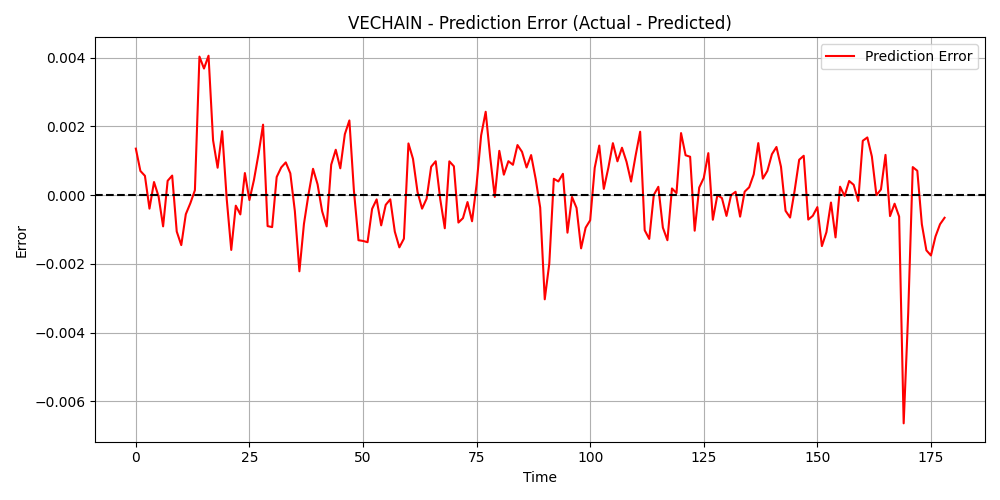 VECHAIN - Prediction Error (Actual - Predicted)
Prediction Error
Error
0.004
0.002
0.000
−0.002
−0.004
−0.006
0 25 50 75 100 125 150 175
Time